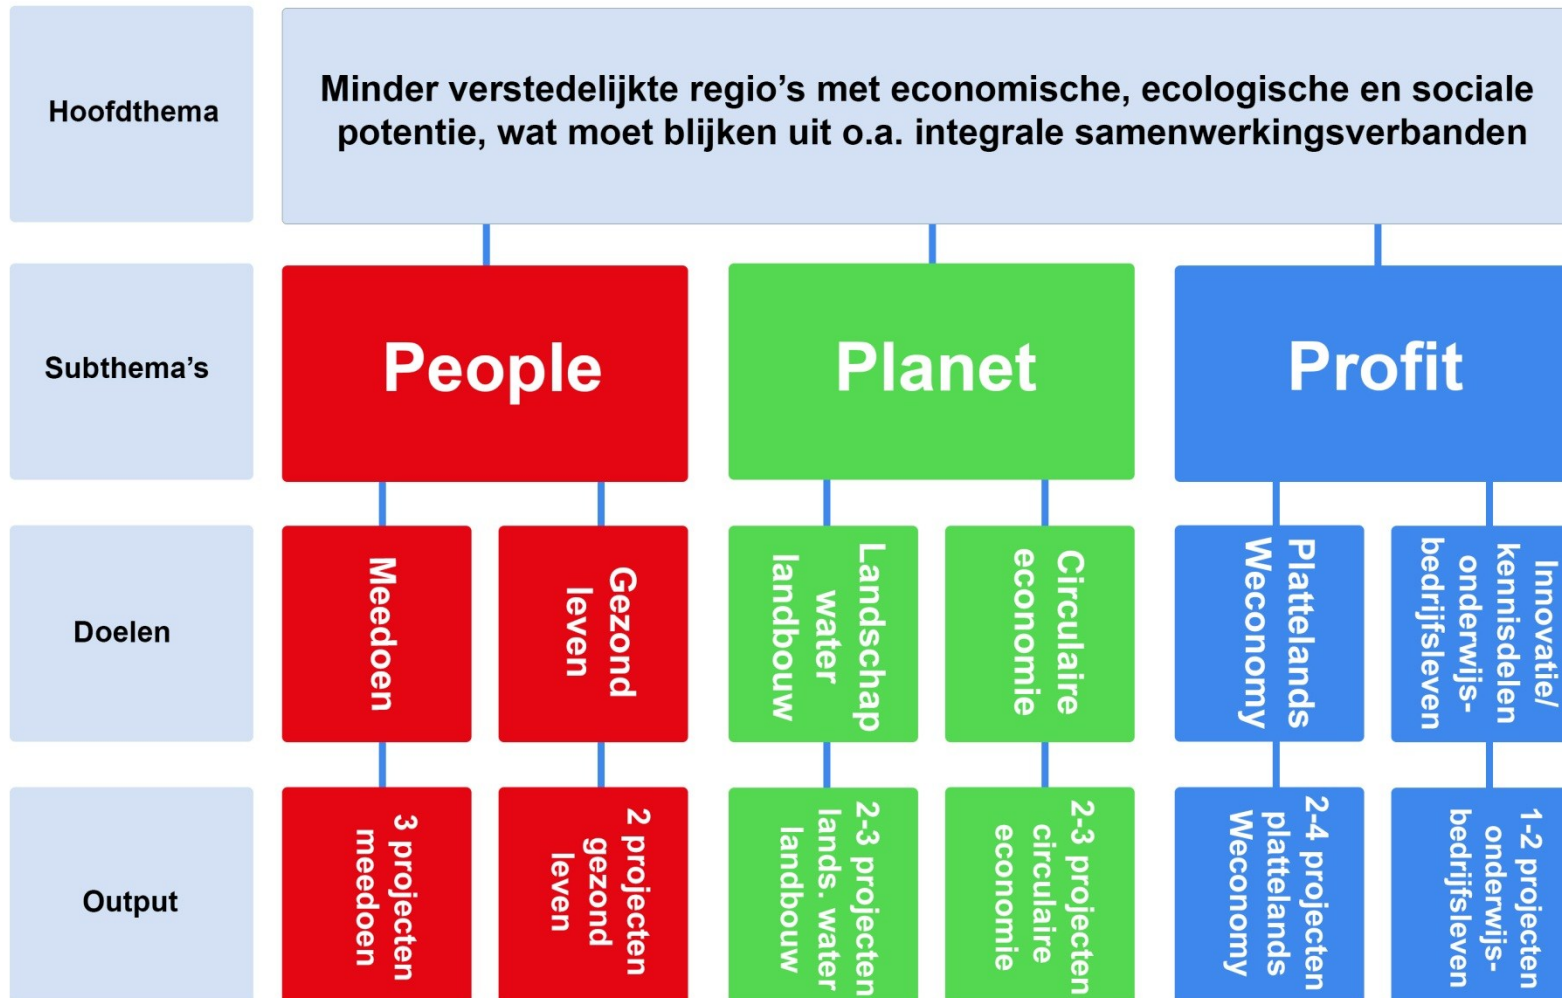 Hoofdthema
Minder verstedelijkte regio's met economische, ecologische en sociale
potentie, wat moet blijken uit o.a. integrale samenwerkingsverbanden
Subthema's
People
Planet
Profit
Doelen
Meedoen
Gezond
leven
Landschap
water
landbouw
Circulaire
economie
Platttelands
Weconomy
Innovatie/
kennisdelen
onderwijs-
bedrijfsleven
Output
3 projecten
meedoen
2 projecten
gezond
leven
2-3 projecten
lands. water
landbouw
2-3 projecten
circulaire
economie
2-4 projecten
plattelands
Weconomy
1-2 projecten
onderwijs-
bedrijfsleven